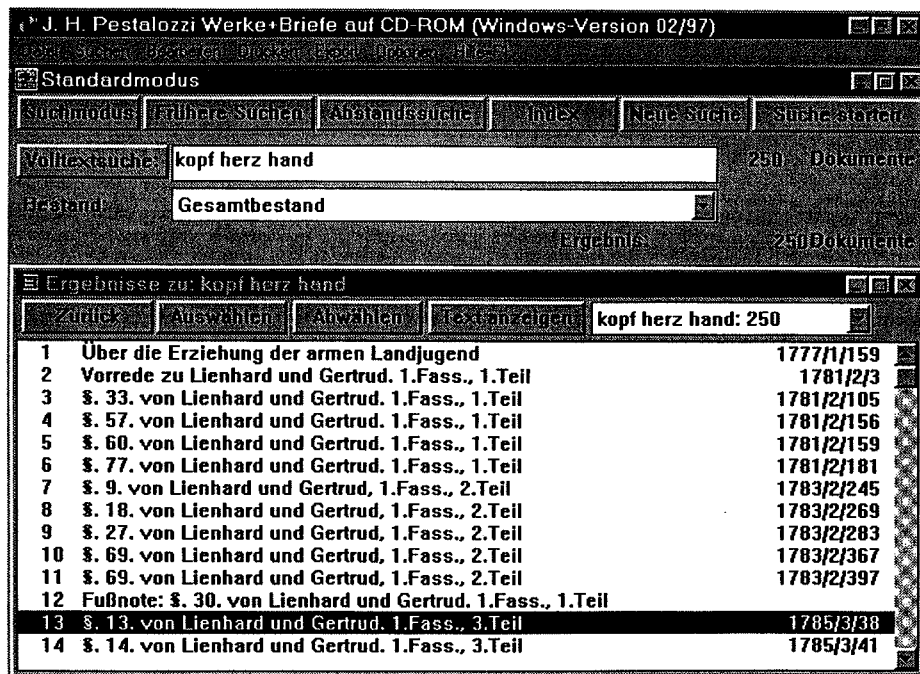 J. H. Pestalozzi Werke+Briefe auf CD-ROM (Windows-Version 02/97)
Datei Suchen Bearbeiten Drucken Export Optionen Hilfe
Standardmodus
Suchmodus Frühere Suchen Abstandssuche Index Neue Suche Suche starten
Volltextsuche: kopf herz hand 250 Dokumente
Bestand: Gesamtbestand
Ergebnis: 250 Dokumente
Ergebnisse zu: kopf herz hand
Zurück Auswählen Abwählen Text anzeigen kopf herz hand: 250
1 Über die Erziehung der armen Landjugend 1777/1/159
2 Vorrede zu Lienhard und Gertrud. 1.Fass., 1.Teil 1781/2/3
3 §. 33. von Lienhard und Gertrud. 1.Fass., 1.Teil 1781/2/105
4 §. 57. von Lienhard und Gertrud. 1.Fass., 1.Teil 1781/2/156
5 §. 60. von Lienhard und Gertrud. 1.Fass., 1.Teil 1781/2/159
6 §. 77. von Lienhard und Gertrud. 1.Fass., 1.Teil 1781/2/181
7 §. 9. von Lienhard und Gertrud, 1.Fass., 2.Teil 1783/2/245
8 §. 18. von Lienhard und Gertrud, 1.Fass., 2.Teil 1783/2/269
9 §. 27. von Lienhard und Gertrud, 1.Fass., 2.Teil 1783/2/283
10 §. 69. von Lienhard und Gertrud, 1.Fass., 2.Teil 1783/2/367
11 §. 69. von Lienhard und Gertrud, 1.Fass., 2.Teil 1783/2/397
12 Fußnote: §. 30. von Lienhard und Gertrud. 1.Fass., 1.Teil
13 §. 13. von Lienhard und Gertrud. 1.Fass., 3.Teil 1785/3/38
14 §. 14. von Lienhard und Gertrud. 1.Fass., 3.Teil 1785/3/41